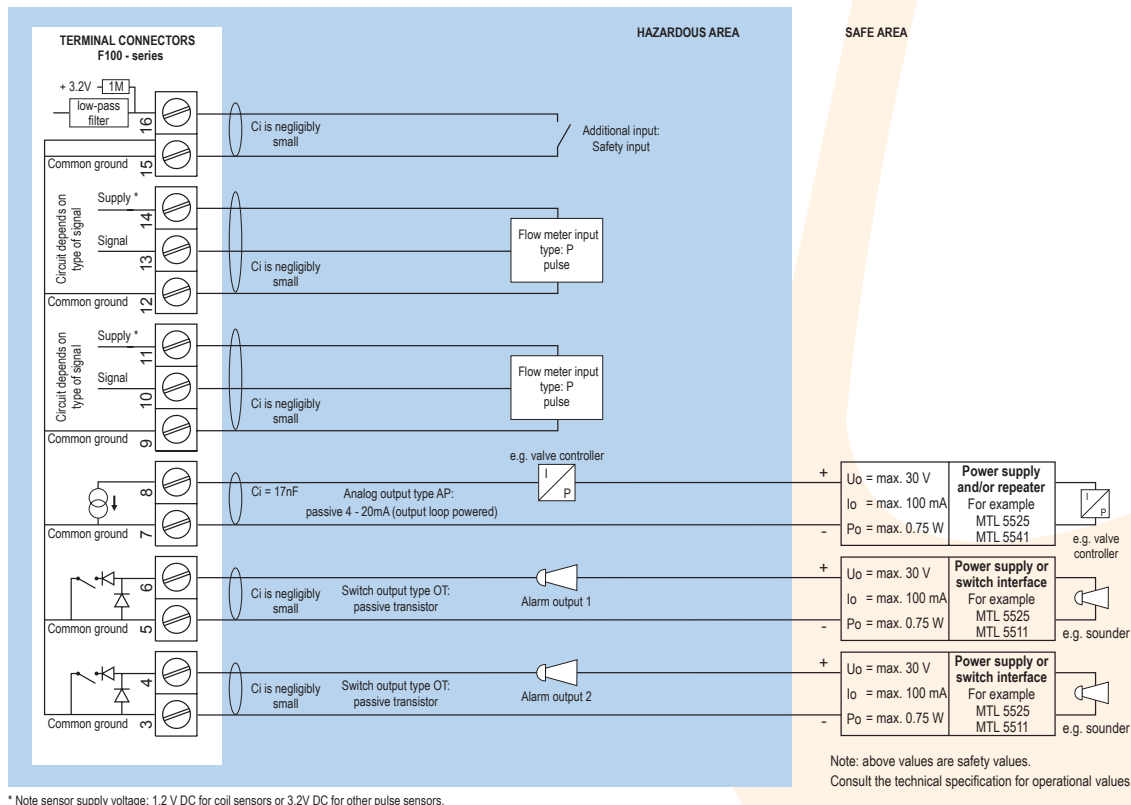 HAZARDOUS AREA
SAFE AREA
TERMINAL CONNECTORS
F100 - series
+ 3.2V
1M
low-pass
filter
16
Ci is negligibly
small
Additional input:
Safety input
Common ground
15
Circuit depends on
type of signal
Supply *
14
Signal
13
Flow meter input
type: P
pulse
Ci is negligibly
small
Common ground
12
Circuit depends on
type of signal
Supply *
11
Signal
10
Flow meter input
type: P
pulse
Ci is negligibly
small
Common ground
9
e.g. valve controller
I
P
8
Ci = 17nF
Analog output type AP:
passive 4 - 20mA (output loop powered)
Common ground
7
+
-
Uo = max. 30 V
Io = max. 100 mA
Po = max. 0.75 W
Power supply
and/or repeater
For example
MTL 5525
MTL 5541
I
P
e.g. valve
controller
6
Ci is negligibly
small
Switch output type OT:
passive transistor
Alarm output 1
Common ground
5
+
-
Uo = max. 30 V
Io = max. 100 mA
Po = max. 0.75 W
Power supply or
switch interface
For example
MTL 5525
MTL 5511
e.g. sounder
4
Ci is negligibly
small
Switch output type OT:
passive transistor
Alarm output 2
Common ground
3
+
-
Uo = max. 30 V
Io = max. 100 mA
Po = max. 0.75 W
Power supply or
switch interface
For example
MTL 5525
MTL 5511
e.g. sounder
Note: above values are safety values.
Consult the technical specification for operational values
* Note sensor supply voltage: 1.2 V DC for coil sensors or 3.2V DC for other pulse sensors.